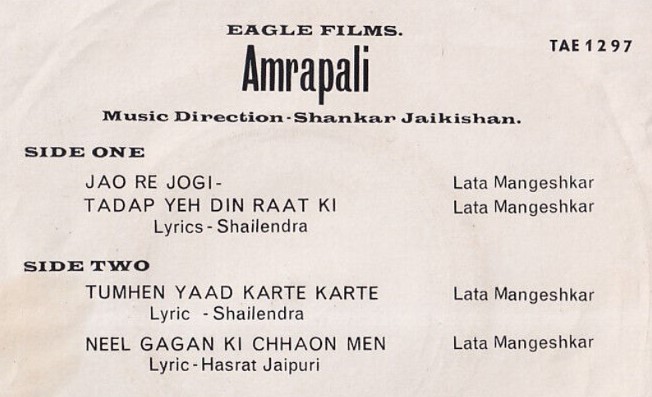 EAGLE FILMS.
TAE 1297
Amrapali
Music Direction-Shankar Jaikishan.
SIDE ONE
JAO RE JOGI- Lata Mangeshkar
TADAP YEH DIN RAAT KI Lata Mangeshkar
Lyrics - Shailendra
SIDE TWO
TUMHEN YAAD KARTE KARTE Lata Mangeshkar
Lyric - Shailendra
NEEL GAGAN KI CHHAON MEN Lata Mangeshkar
Lyric-Hasrat Jaipuri